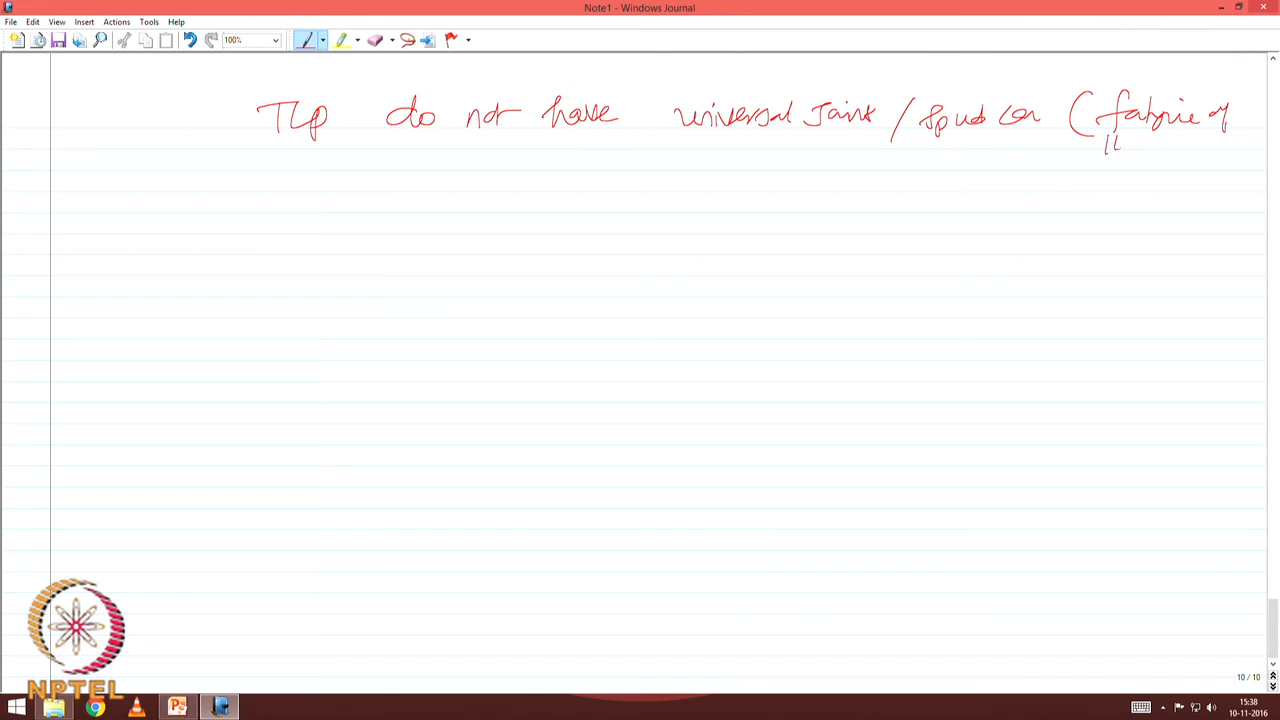 Note1 - Windows Journal
File Edit View Insert Actions Tools Help
100%
TLP do not have universal Joint / spud can (fatigue of
10 / 10
NPTEL
15:38
10-11-2016